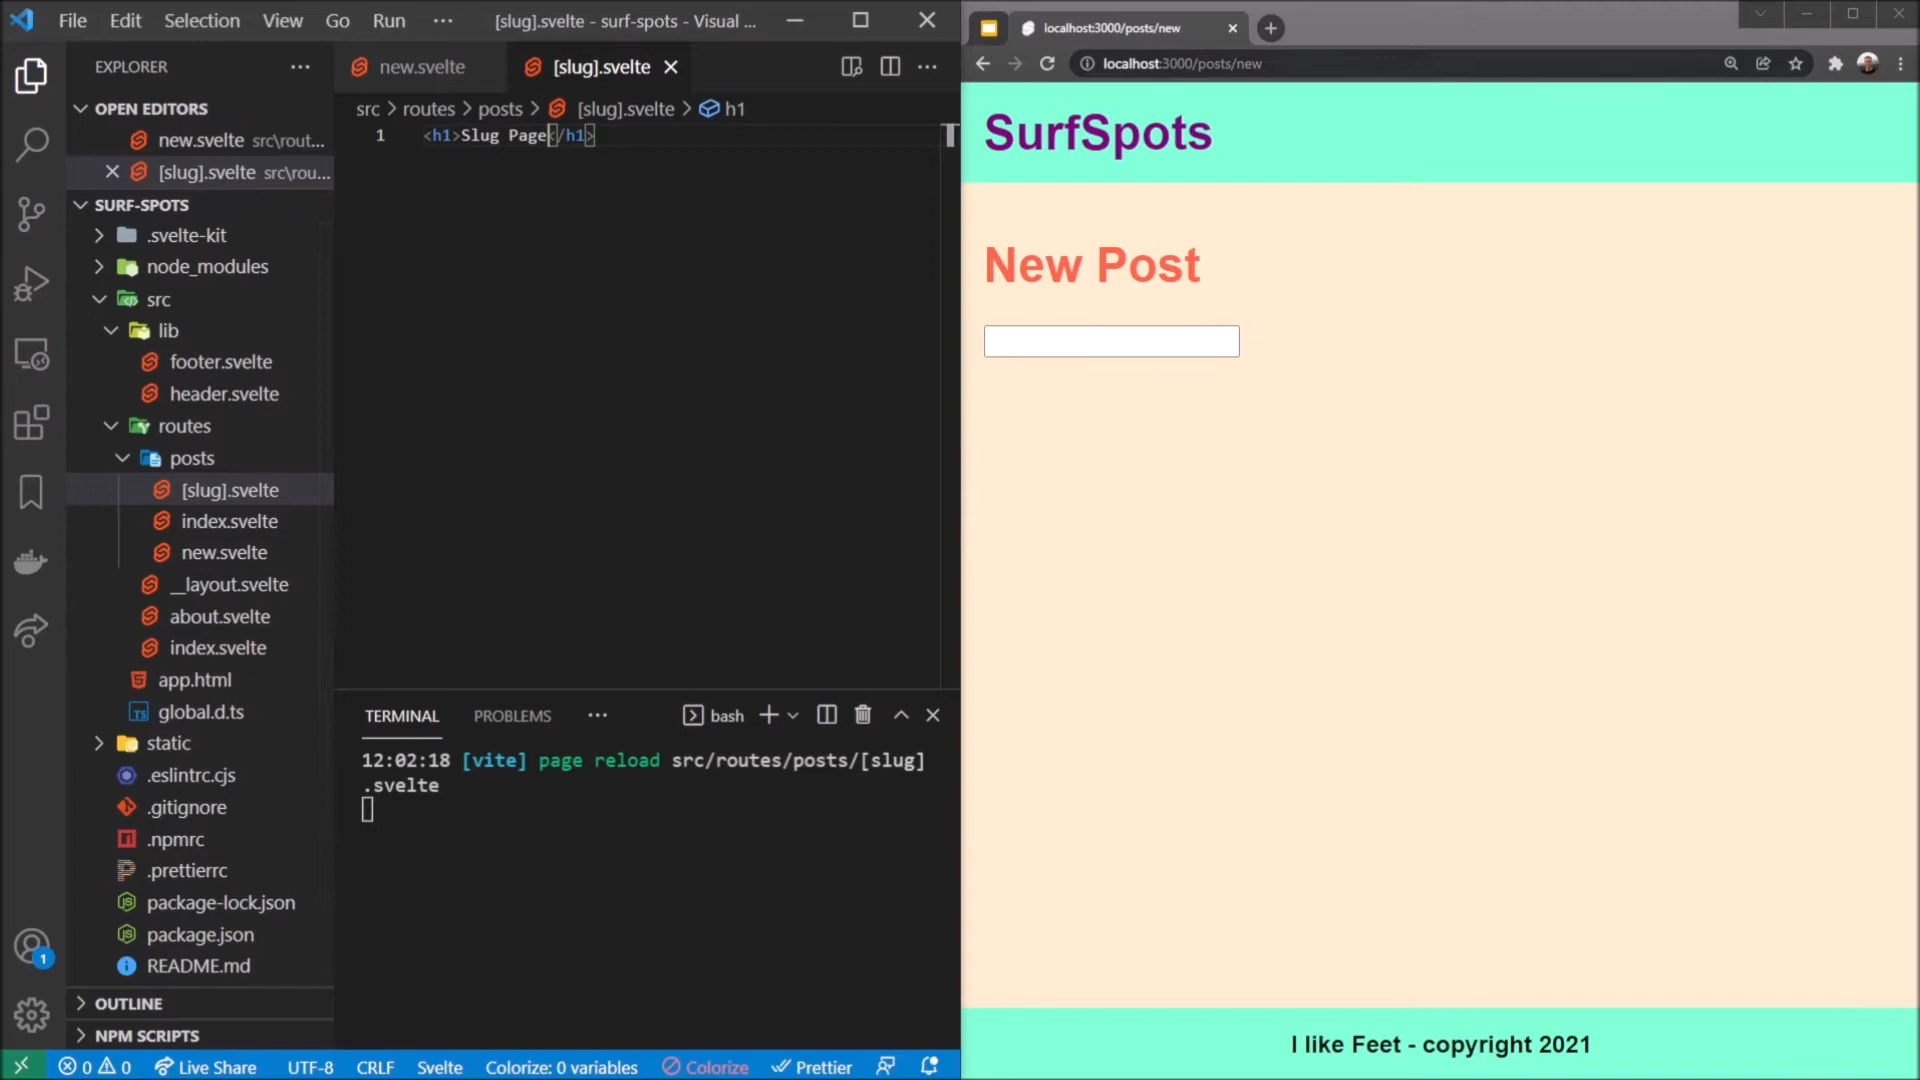 File Edit Selection View Go Run ··· [slug].svelte - surf-spots - Visual ...
EXPLORER ···
OPEN EDITORS
new.svelte src\rout...
[slug].svelte src\rou...
SURF-SPOTS
.svelte-kit
node_modules
src
lib
footer.svelte
header.svelte
routes
posts
[slug].svelte
index.svelte
new.svelte
__layout.svelte
about.svelte
index.svelte
app.html
TS global.d.ts
static
.eslintrc.cjs
.gitignore
.npmrc
.prettierrc
package-lock.json
package.json
README.md
OUTLINE
NPM SCRIPTS
1
new.svelte [slug].svelte
src > routes > posts > [slug].svelte > h1
1 <h1>Slug Page</h1>
TERMINAL PROBLEMS ··· bash
12:02:18 [vite] page reload src/routes/posts/[slug]
.svelte
0 0 Live Share UTF-8 CRLF Svelte Colorize: 0 variables Colorize Prettier
localhost:3000/posts/new
localhost:3000/posts/new
SurfSpots
New Post
I like Feet - copyright 2021